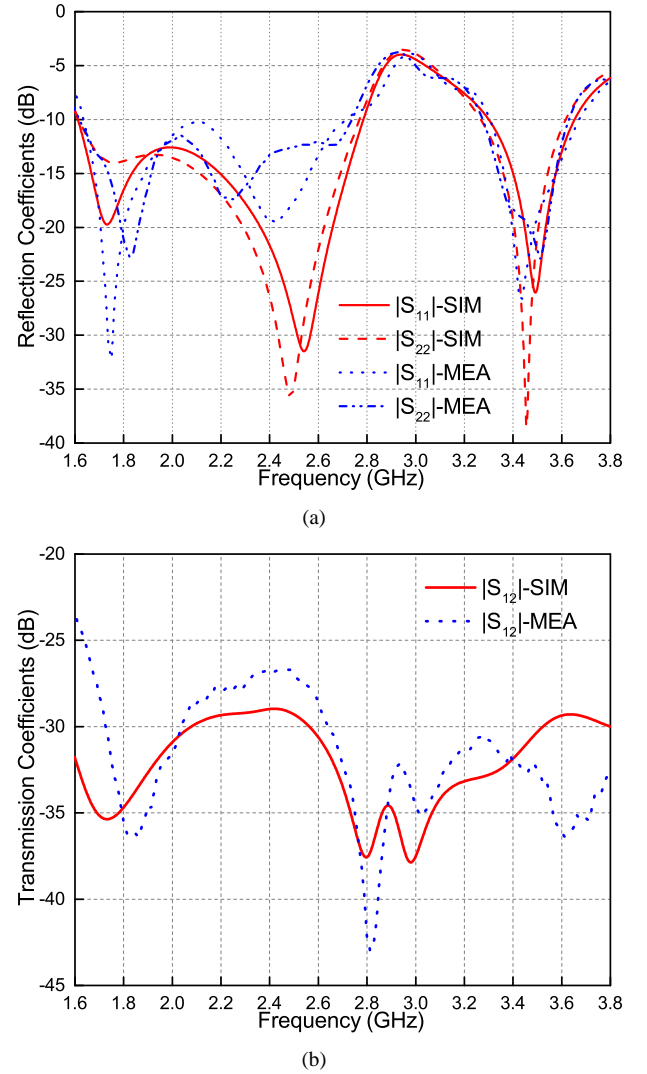 0
-5
-10
-15
-20
-25
-30
-35
-40
Reflection Coefficients (dB)
|S11|-SIM
|S22|-SIM
|S11|-MEA
|S22|-MEA
1.6 1.8 2.0 2.2 2.4 2.6 2.8 3.0 3.2 3.4 3.6 3.8
Frequency (GHz)
(a)
-20
-25
-30
-35
-40
-45
Transmission Coefficients (dB)
|S12|-SIM
|S12|-MEA
1.6 1.8 2.0 2.2 2.4 2.6 2.8 3.0 3.2 3.4 3.6 3.8
Frequency (GHz)
(b)